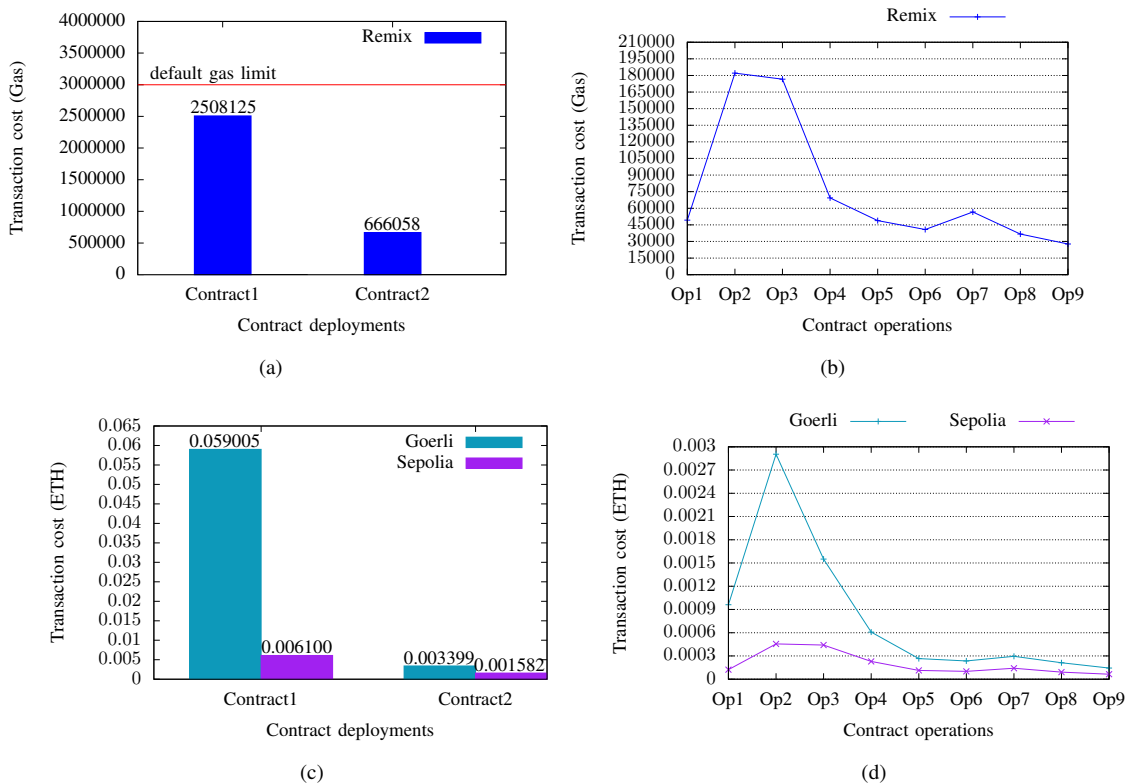 Transaction cost (Gas)
4000000
3500000
3000000
2500000
2000000
1500000
1000000
500000
0
Remix
default gas limit
2508125
666058
Contract1
Contract2
Contract deployments
(a)
Transaction cost (Gas)
Remix
210000
195000
180000
165000
150000
135000
120000
105000
90000
75000
60000
45000
30000
15000
0
Op1 Op2 Op3 Op4 Op5 Op6 Op7 Op8 Op9
Contract operations
(b)
Transaction cost (ETH)
0.065
0.06
0.055
0.05
0.045
0.04
0.035
0.03
0.025
0.02
0.015
0.01
0.005
0
Goerli
Sepolia
0.059005
0.006100
0.003399
0.001582
Contract1
Contract2
Contract deployments
(c)
Transaction cost (ETH)
Goerli
Sepolia
0.003
0.0027
0.0024
0.0021
0.0018
0.0015
0.0012
0.0009
0.0006
0.0003
0
Op1 Op2 Op3 Op4 Op5 Op6 Op7 Op8 Op9
Contract operations
(d)